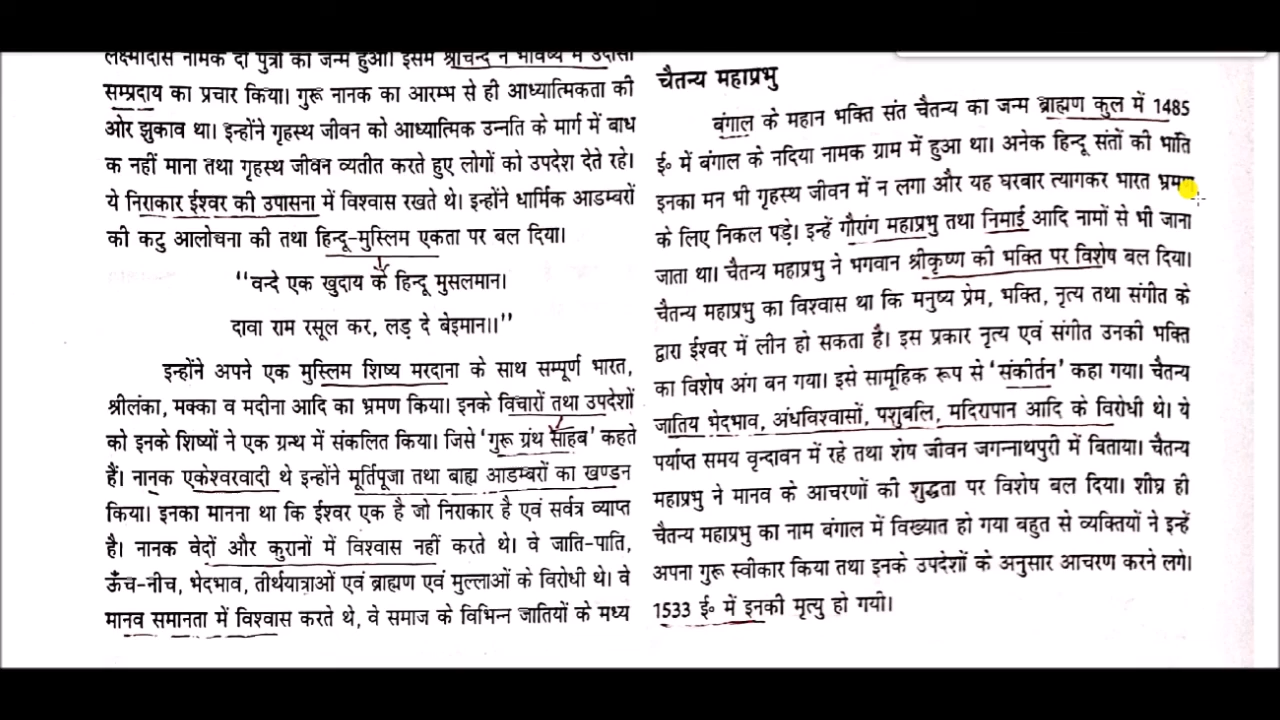 लक्ष्मीदास नामक दो पुत्रों का जन्म हुआ। इसमें श्रीचन्द ने भविष्य में उदासी
सम्प्रदाय का प्रचार किया। गुरू नानक का आरम्भ से ही आध्यात्मिकता की
ओर झुकाव था। इन्होंने गृहस्थ जीवन को आध्यात्मिक उन्नति के मार्ग में बाध
क नहीं माना तथा गृहस्थ जीवन व्यतीत करते हुए लोगों को उपदेश देते रहे।
ये निराकार ईश्वर की उपासना में विश्वास रखते थे। इन्होंने धार्मिक आडम्बरों
की कटु आलोचना की तथा हिन्दू-मुस्लिम एकता पर बल दिया।
“वन्दे एक खुदाय के हिन्दू मुसलमान।
दावा राम रसूल कर, लड़ दे बेइमान।।”
इन्होंने अपने एक मुस्लिम शिष्य मरदाना के साथ सम्पूर्ण भारत,
श्रीलंका, मक्का व मदीना आदि का भ्रमण किया। इनके विचारों तथा उपदेशों
को इनके शिष्यों ने एक ग्रन्थ में संकलित किया। जिसे ‘गुरू ग्रंथ साहब’ कहते
हैं। नानक एकेश्वरवादी थे इन्होंने मूर्तिपूजा तथा बाह्य आडम्बरों का खण्डन
किया। इनका मानना था कि ईश्वर एक है जो निराकार है एवं सर्वत्र व्याप्त
है। नानक वेदों और कुरानों में विश्वास नहीं करते थे। वे जाति-पाति,
ऊँच-नीच, भेदभाव, तीर्थयात्राओं एवं ब्राह्मण एवं मुल्लाओं के विरोधी थे। वे
मानव समानता में विश्वास करते थे, वे समाज के विभिन्न जातियों के मध्य
चैतन्य महाप्रभु
बंगाल के महान भक्ति संत चैतन्य का जन्म ब्राह्मण कुल में 1485
ई० में बंगाल के नदिया नामक ग्राम में हुआ था। अनेक हिन्दू संतों की भांति
इनका मन भी गृहस्थ जीवन में न लगा और यह घरबार त्यागकर भारत भ्रमण
के लिए निकल पड़े। इन्हें गौरांग महाप्रभु तथा निमाई आदि नामों से भी जाना
जाता था। चैतन्य महाप्रभु ने भगवान श्रीकृष्ण की भक्ति पर विशेष बल दिया।
चैतन्य महाप्रभु का विश्वास था कि मनुष्य प्रेम, भक्ति, नृत्य तथा संगीत के
द्वारा ईश्वर में लीन हो सकता है। इस प्रकार नृत्य एवं संगीत उनकी भक्ति
का विशेष अंग बन गया। इसे सामूहिक रूप से ‘संकीर्तन’ कहा गया। चैतन्य
जातिय भेदभाव, अंधविश्वासों, पशुबलि, मदिरापान आदि के विरोधी थे। ये
पर्याप्त समय वृन्दावन में रहे तथा शेष जीवन जगन्नाथपुरी में बिताया। चैतन्य
महाप्रभु ने मानव के आचरणों की शुद्धता पर विशेष बल दिया। शीघ्र ही
चैतन्य महाप्रभु का नाम बंगाल में विख्यात हो गया बहुत से व्यक्तियों ने इन्हें
अपना गुरू स्वीकार किया तथा इनके उपदेशों के अनुसार आचरण करने लगे।
1533 ई० में इनकी मृत्यु हो गयी।